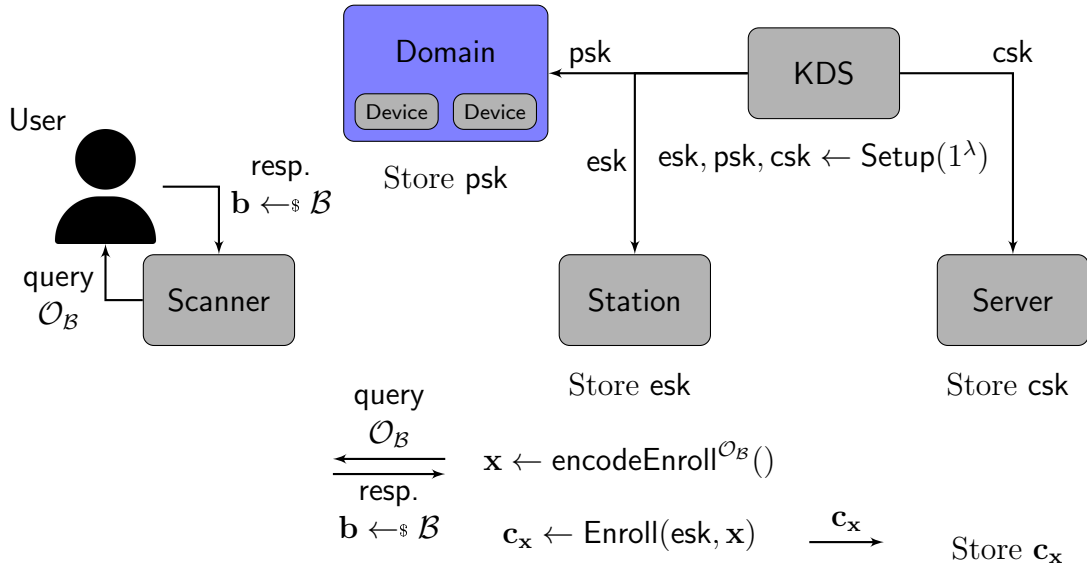 Domain
Device Device
Store psk
psk
KDS
csk
esk
esk, psk, csk ← Setup(1^λ)
User
resp.
𝐛 ←$ ℬ
query
𝒪_ℬ
Scanner
Station
Server
Store esk
Store csk
query
𝒪_ℬ
𝐱 ← encodeEnroll^{𝒪_ℬ}()
resp.
𝐛 ←$ ℬ
𝐜_𝐱 ← Enroll(esk, 𝐱)
𝐜_𝐱
Store 𝐜_𝐱